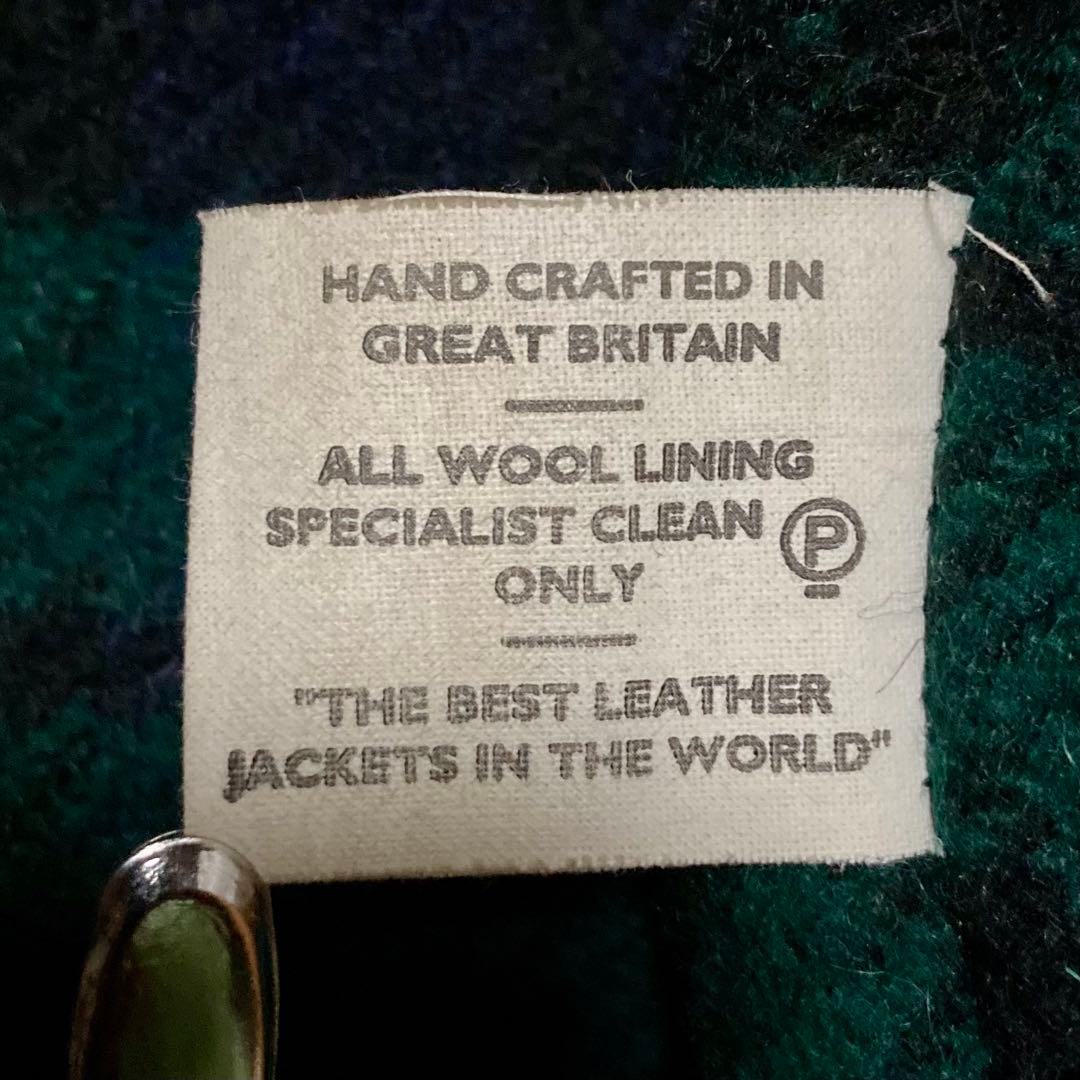 HAND CRAFTED IN
GREAT BRITAIN
ALL WOOL LINING
SPECIALIST CLEAN P
ONLY
"THE BEST LEATHER
JACKETS IN THE WORLD"